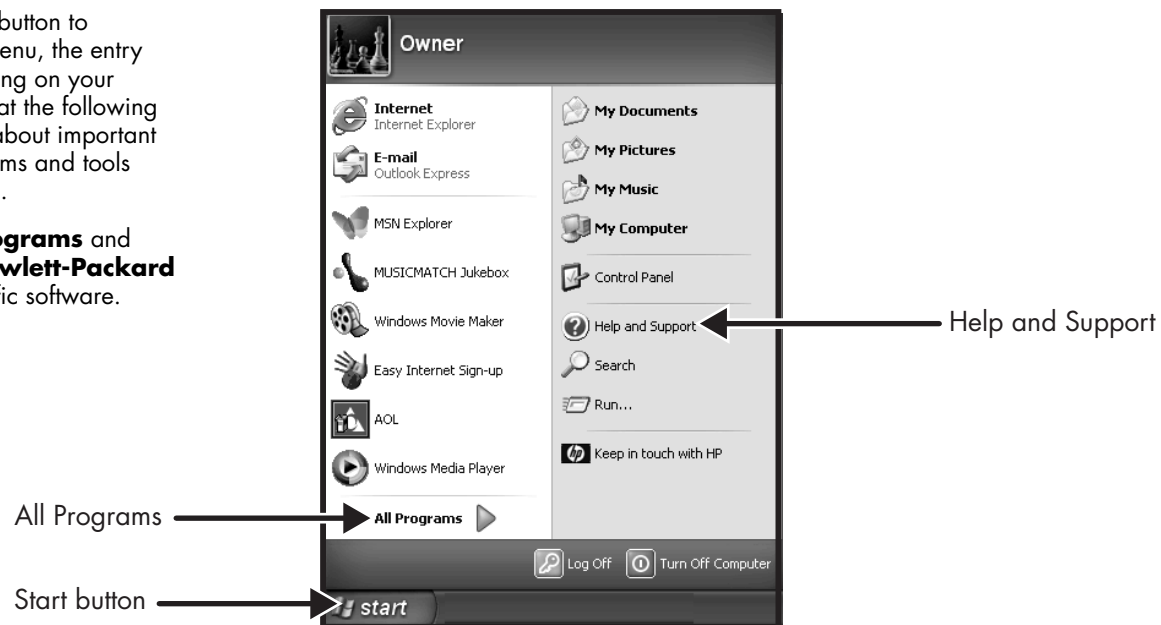 button to
enu, the entry
ng on your
at the following
about important
ms and tools
.
ograms and
wlett-Packard
fic software.
Owner
Internet
Internet Explorer
E-mail
Outlook Express
MSN Explorer
MUSICMATCH Jukebox
Windows Movie Maker
Easy Internet Sign-up
AOL
Windows Media Player
All Programs
My Documents
My Pictures
My Music
My Computer
Control Panel
Help and Support
Search
Run...
hp Keep in touch with HP
Log Off Turn Off Computer
start
Help and Support
All Programs
Start button